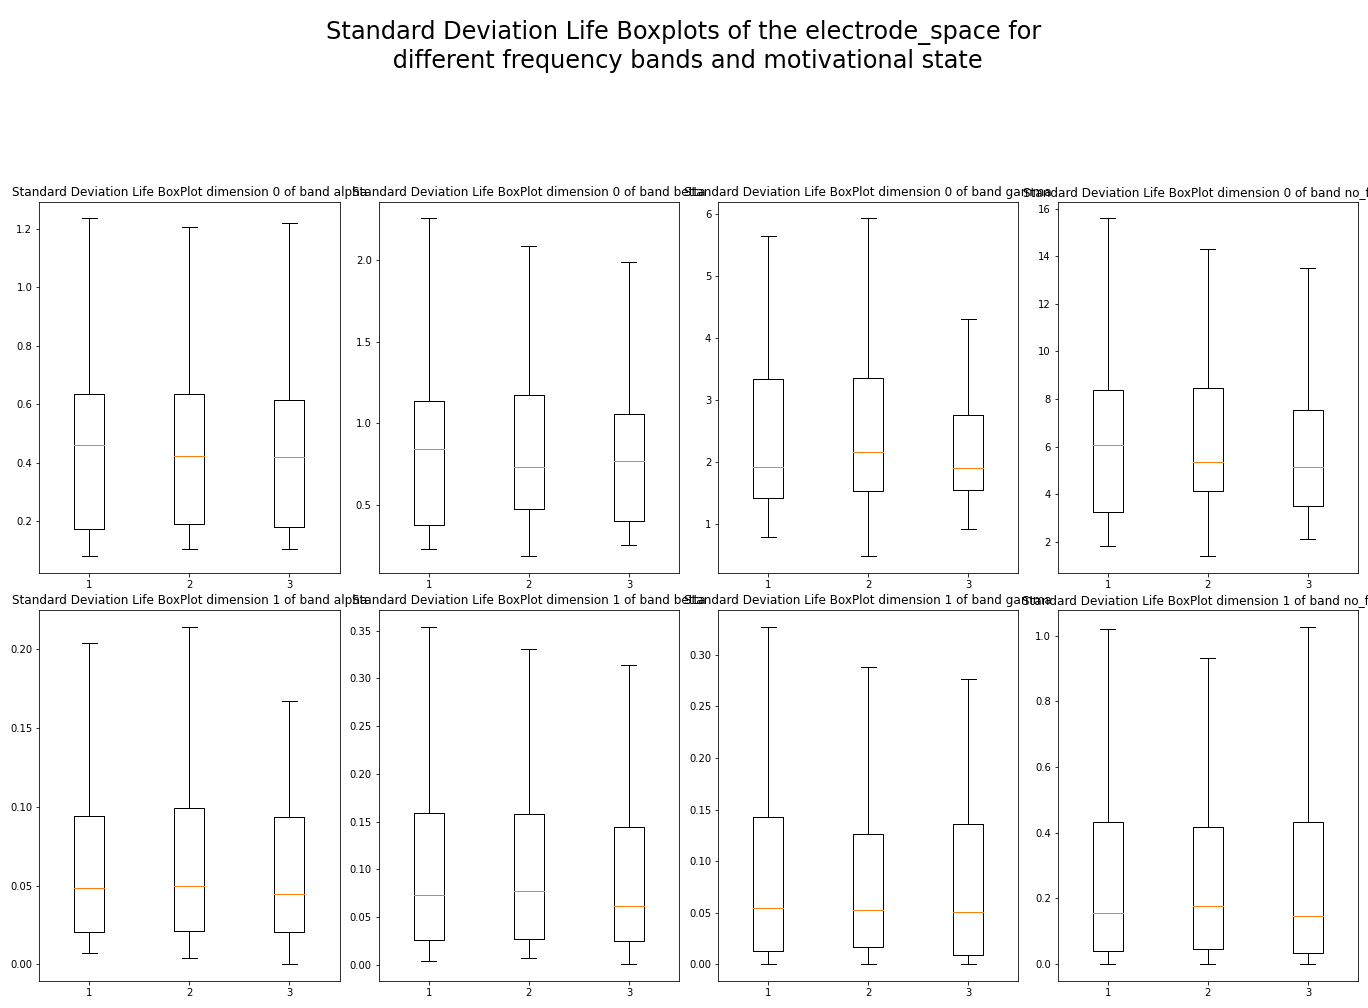 Standard Deviation Life Boxplots of the electrode_space for
different frequency bands and motivational state
Standard Deviation Life BoxPlot dimension 0 of band alpha
Standard Deviation Life BoxPlot dimension 0 of band betta
Standard Deviation Life BoxPlot dimension 0 of band gamma
Standard Deviation Life BoxPlot dimension 0 of band no_f
1.2
1.0
0.8
0.6
0.4
0.2
1 2 3
2.0
1.5
1.0
0.5
1 2 3
6
5
4
3
2
1
1 2 3
16
14
12
10
8
6
4
2
1 2 3
Standard Deviation Life BoxPlot dimension 1 of band alpha
Standard Deviation Life BoxPlot dimension 1 of band betta
Standard Deviation Life BoxPlot dimension 1 of band gamma
Standard Deviation Life BoxPlot dimension 1 of band no_f
0.20
0.15
0.10
0.05
0.00
1 2 3
0.35
0.30
0.25
0.20
0.15
0.10
0.05
0.00
1 2 3
0.30
0.25
0.20
0.15
0.10
0.05
0.00
1 2 3
1.0
0.8
0.6
0.4
0.2
0.0
1 2 3